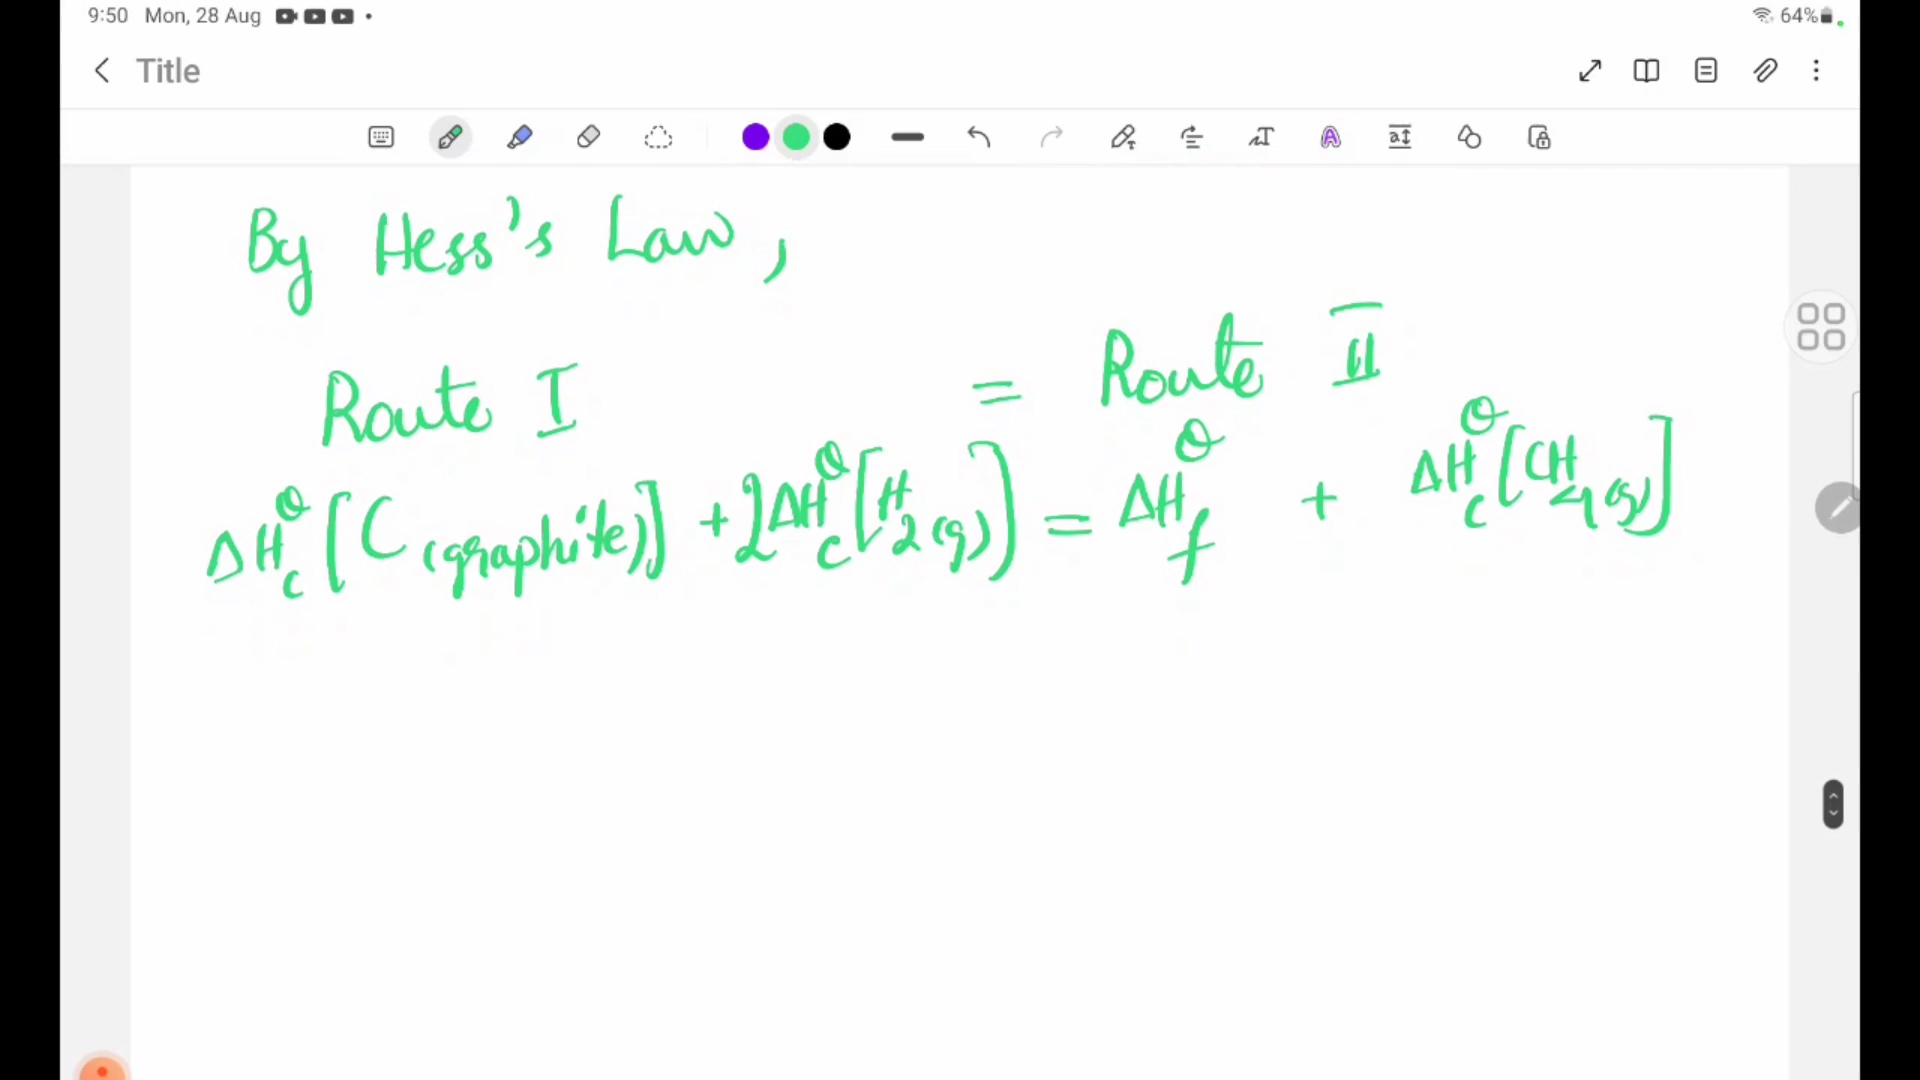 9:50 Mon, 28 Aug 64%
Title
By Hess's Law,
Route I = Route II
ΔH°c [C(graphite)] + 2ΔH°c [H2(g)] = ΔH°f + ΔH°c [CH4(g)]